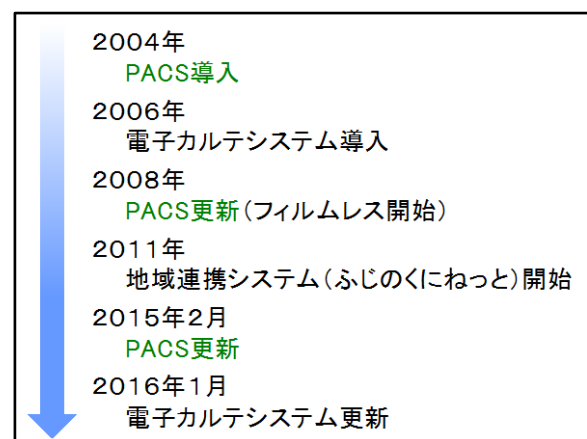 2004年
PACS導入
2006年
電子カルテシステム導入
2008年
PACS更新(フィルムレス開始)
2011年
地域連携システム(ふじのくにねっと)開始
2015年2月
PACS更新
2016年1月
電子カルテシステム更新